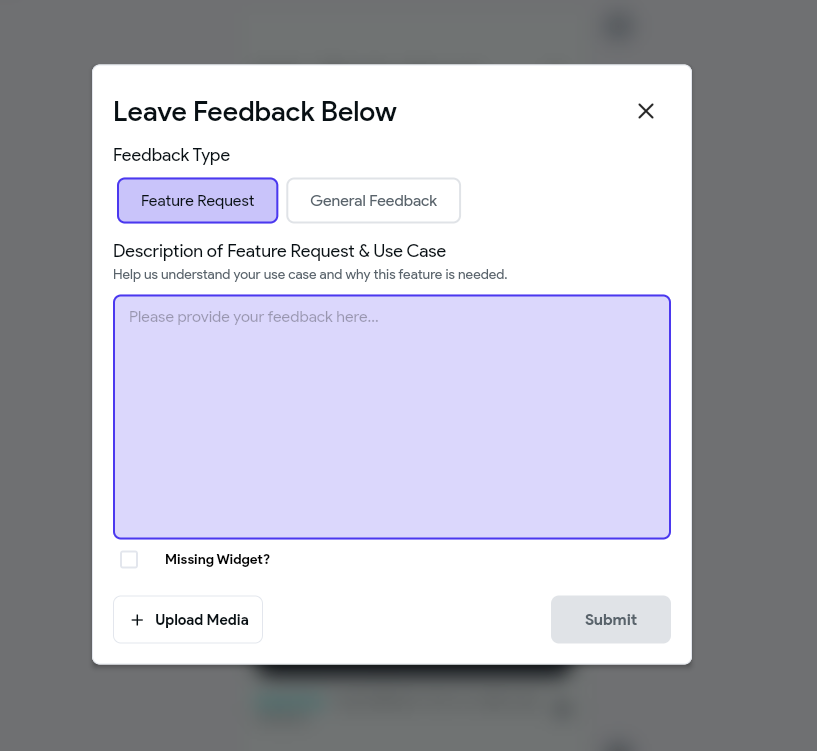 Leave Feedback Below
Feedback Type
Feature Request
General Feedback
Description of Feature Request & Use Case
Help us understand your use case and why this feature is needed.
Please provide your feedback here...
Missing Widget?
Upload Media
Submit